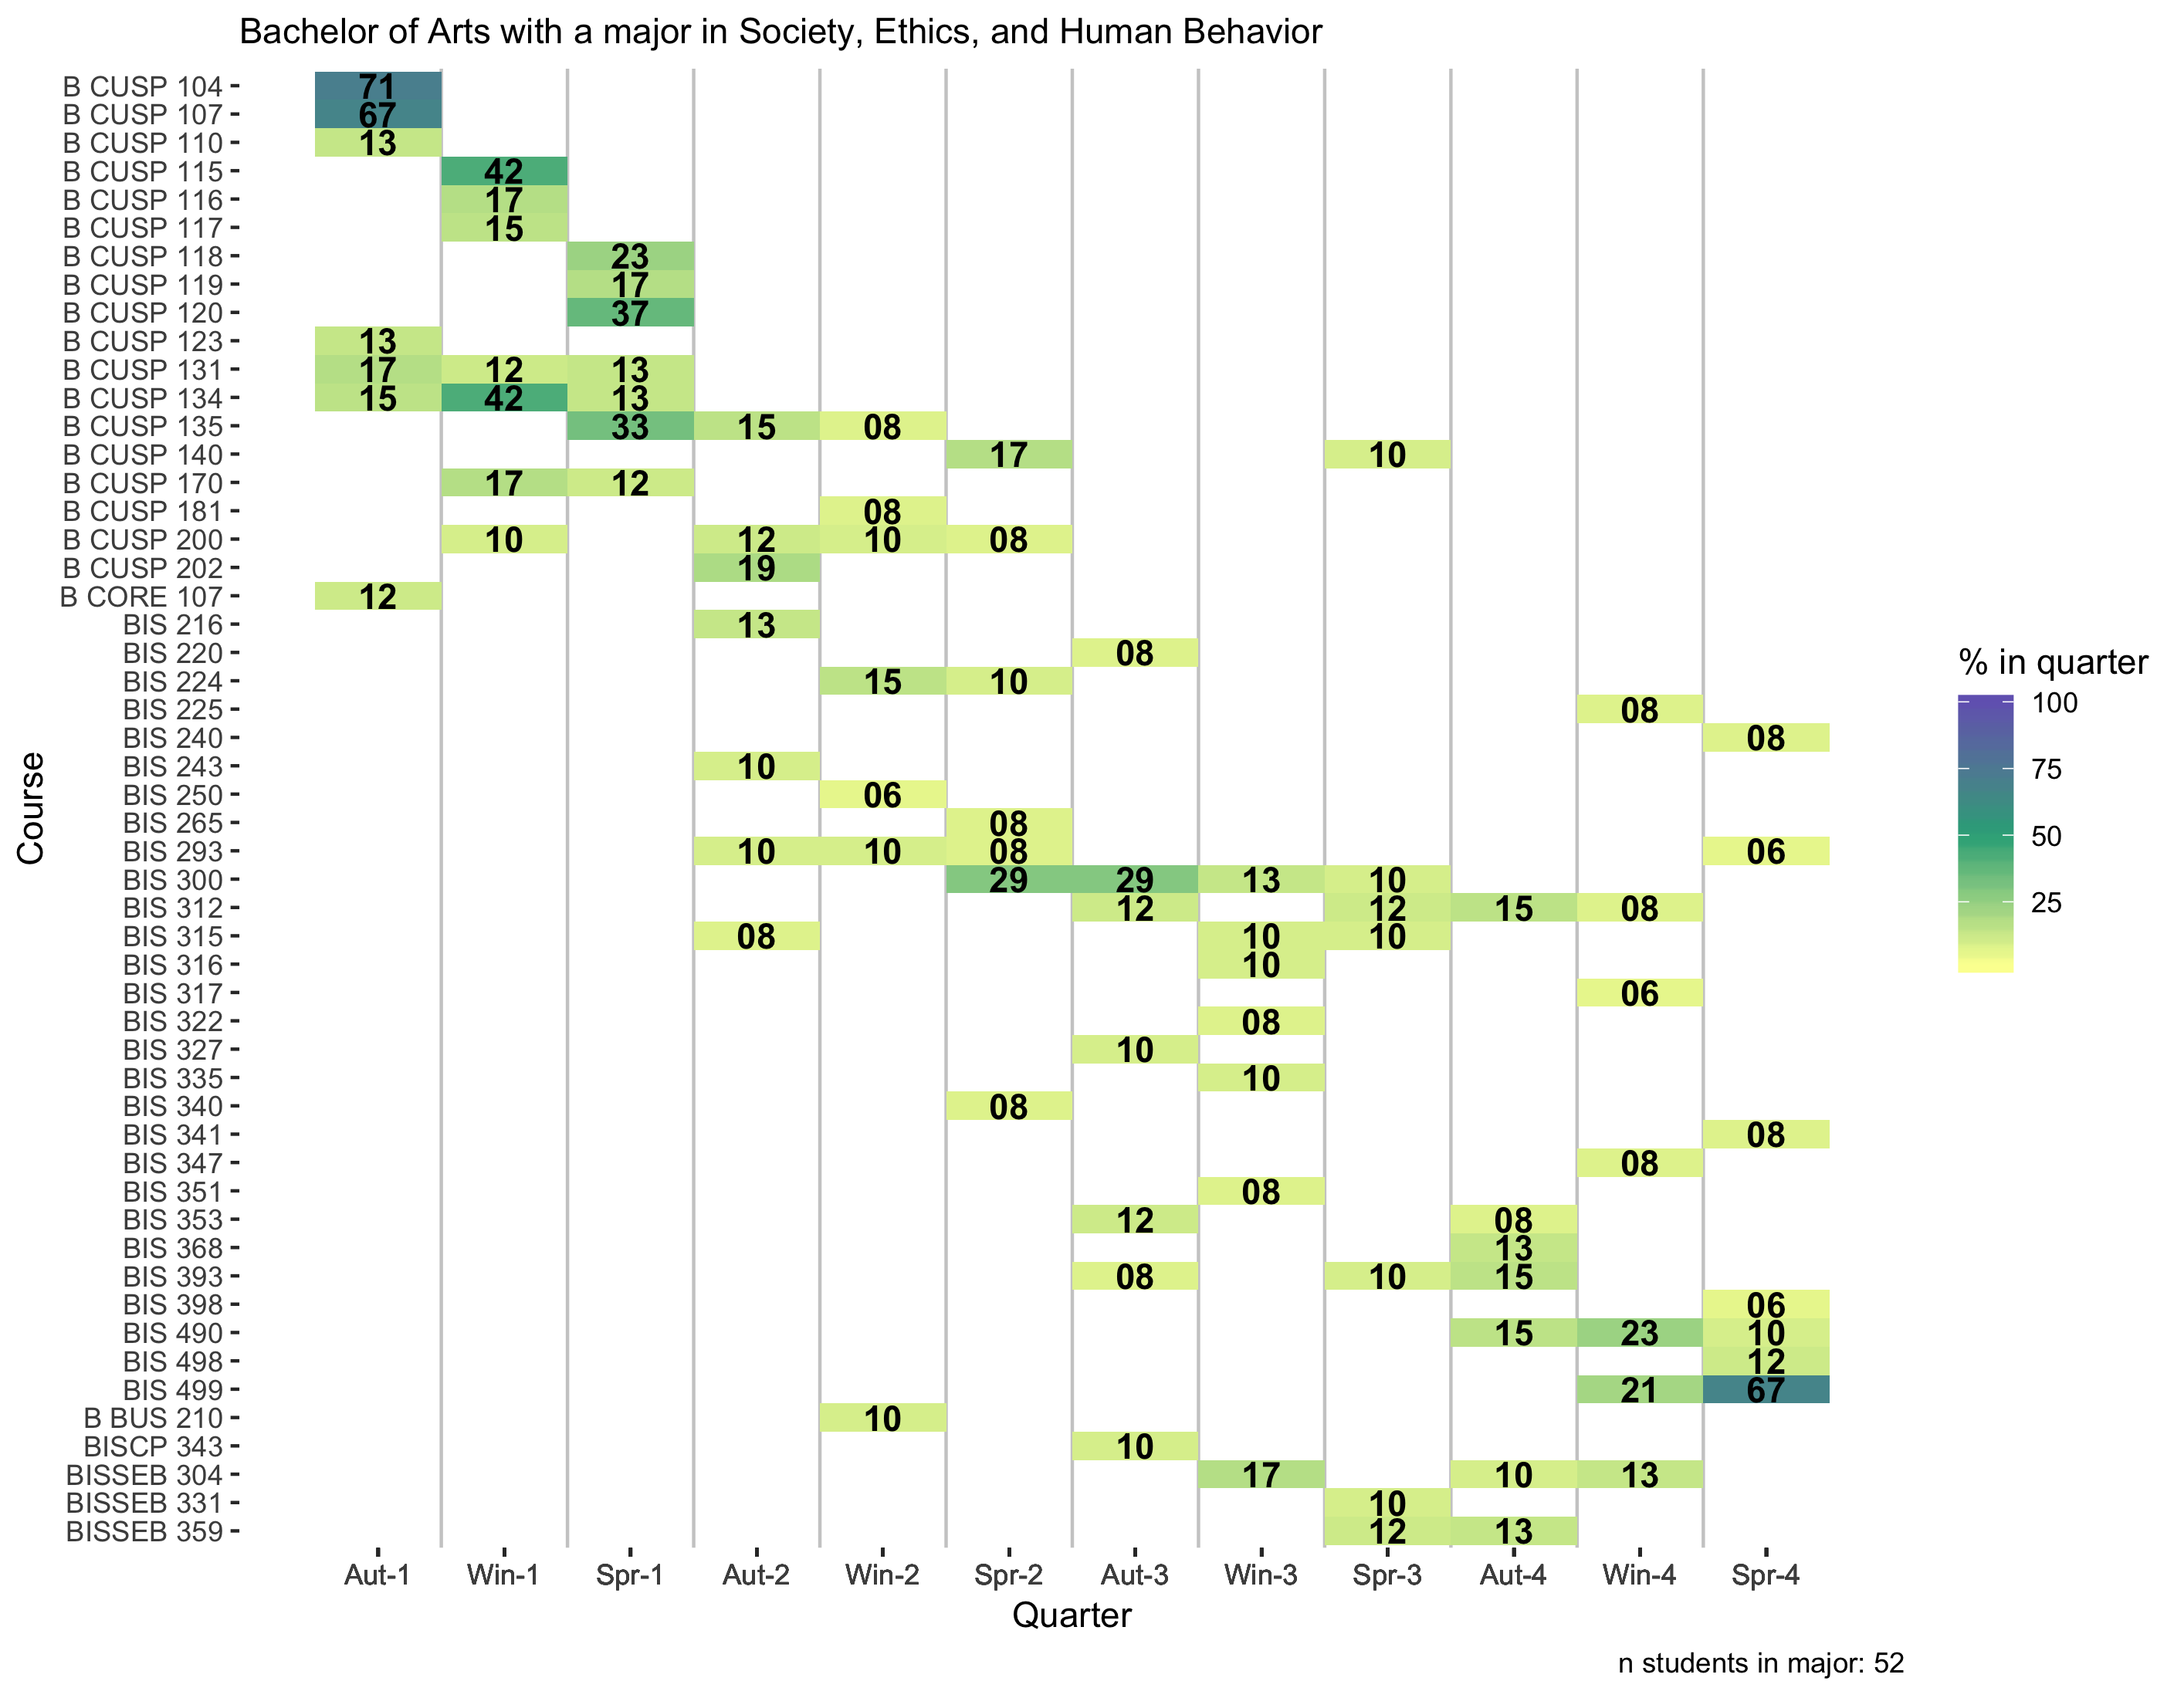 Bachelor of Arts with a major in Society, Ethics, and Human Behavior
Course
B CUSP 104 71
B CUSP 107 67
B CUSP 110 13
B CUSP 115 42
B CUSP 116 17
B CUSP 117 15
B CUSP 118 23
B CUSP 119 17
B CUSP 120 37
B CUSP 123 13
B CUSP 131 17 12 13
B CUSP 134 15 42 13
B CUSP 135 33 15 08
B CUSP 140 17 10
B CUSP 170 17 12
B CUSP 181 08
B CUSP 200 10 12 10 08
B CUSP 202 19
B CORE 107 12
BIS 216 13
BIS 220 08
BIS 224 15 10
BIS 225 08
BIS 240 08
BIS 243 10
BIS 250 06
BIS 265 08
BIS 293 10 10 08 06
BIS 300 29 29 13 10
BIS 312 12 12 15 08
BIS 315 08 10 10
BIS 316 10
BIS 317 06
BIS 322 08
BIS 327 10
BIS 335 10
BIS 340 08
BIS 341 08
BIS 347 08
BIS 351 08
BIS 353 12 08
BIS 368 13
BIS 393 08 10 15
BIS 398 06
BIS 490 15 23 10
BIS 498 12
BIS 499 21 67
B BUS 210 10
BISCP 343 10
BISSEB 304 17 10 13
BISSEB 331 10
BISSEB 359 12 13
Aut-1 Win-1 Spr-1 Aut-2 Win-2 Spr-2 Aut-3 Win-3 Spr-3 Aut-4 Win-4 Spr-4
Quarter
% in quarter
100
75
50
25
n students in major: 52